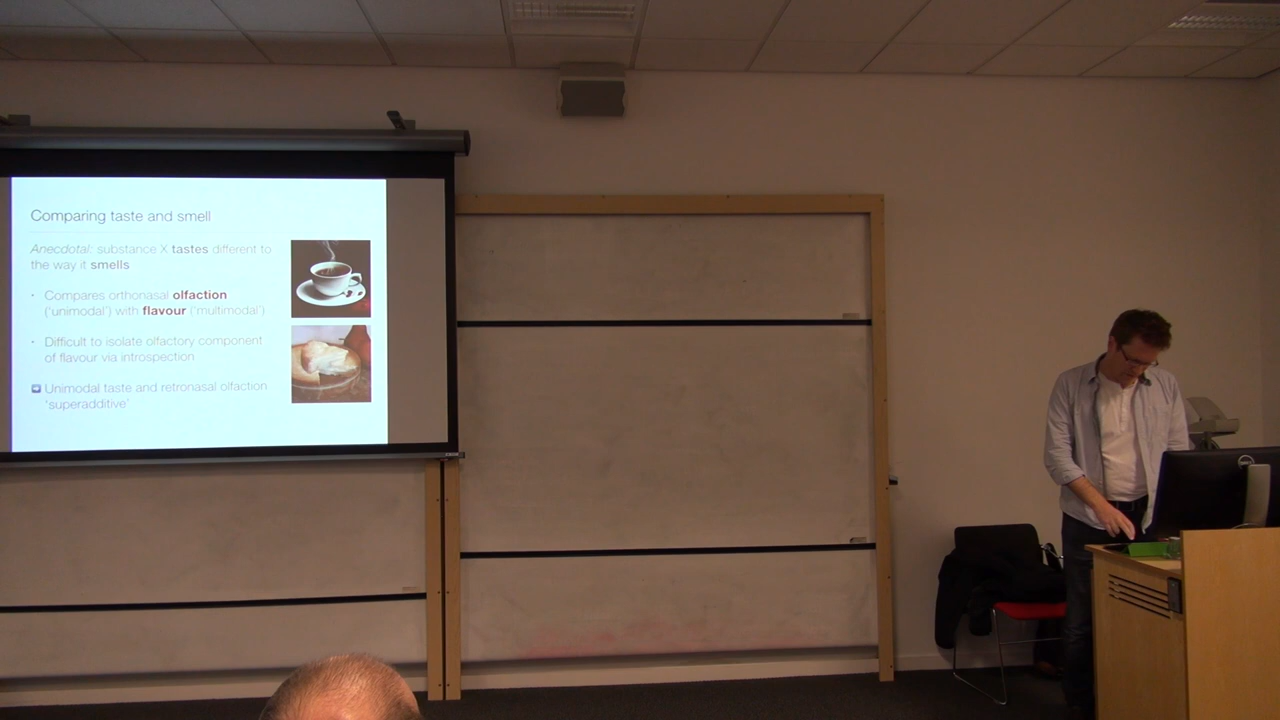 Comparing taste and smell
Anecdotal: substance X tastes different to
the way it smells
• Compares orthonasal olfaction
('unimodal') with flavour ('multimodal')
• Difficult to isolate olfactory component
of flavour via introspection
Unimodal taste and retronasal olfaction
'superadditive'
DELL